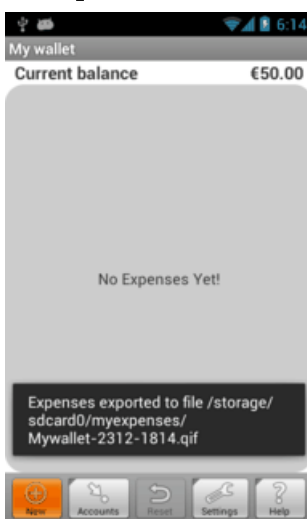 6:14
My wallet
Current balance €50.00
No Expenses Yet!
Expenses exported to file /storage/
sdcard0/myexpenses/
Mywallet-2312-1814.qif
New Accounts Reset Settings Help